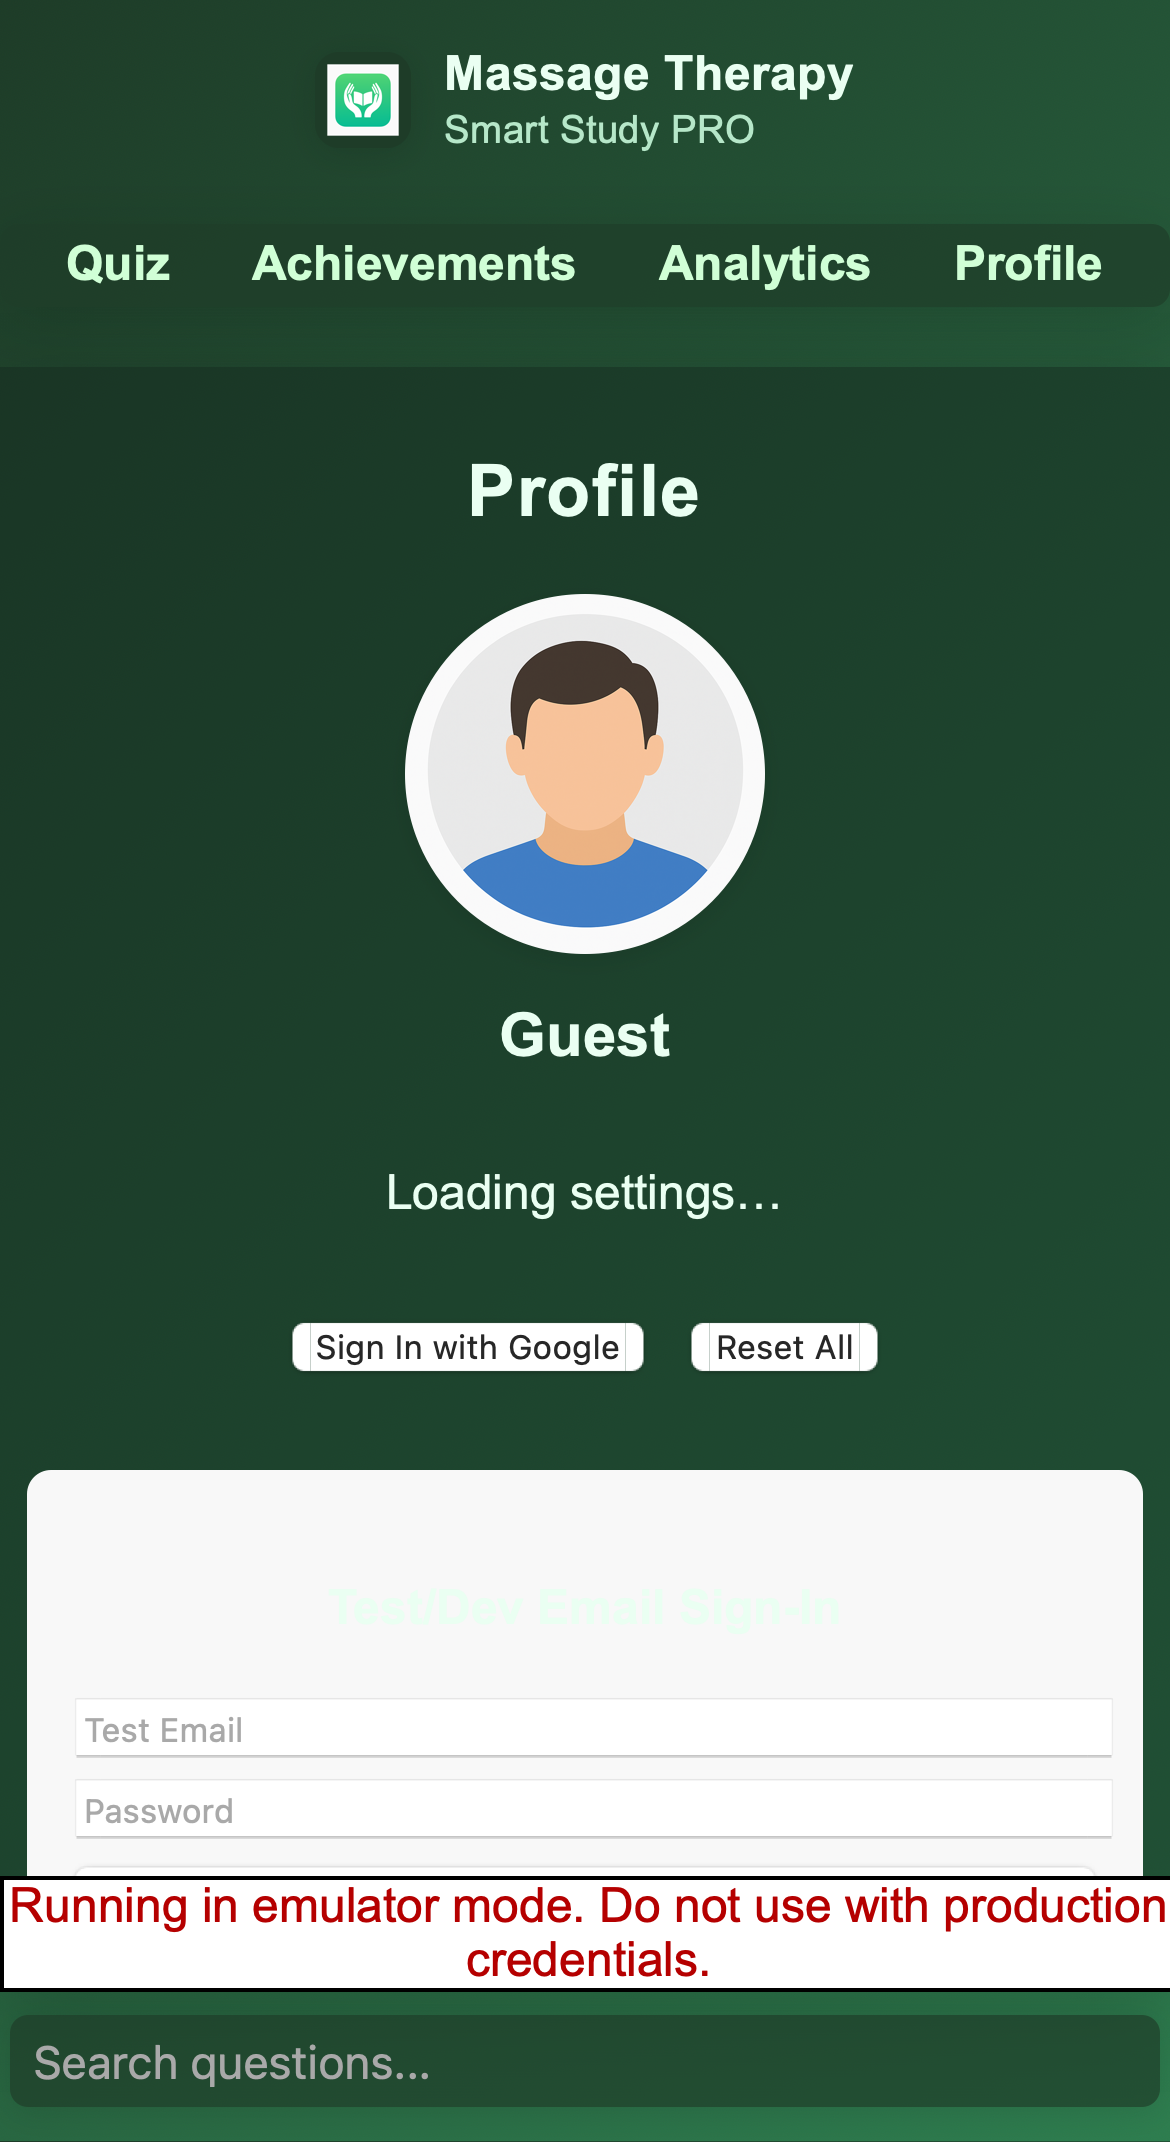 Massage Therapy
Smart Study PRO
Quiz Achievements Analytics Profile
Profile
Guest
Loading settings...
Sign In with Google Reset All
Test/Dev Email Sign-In
Test Email
Password
Running in emulator mode. Do not use with production
credentials.
Search questions...